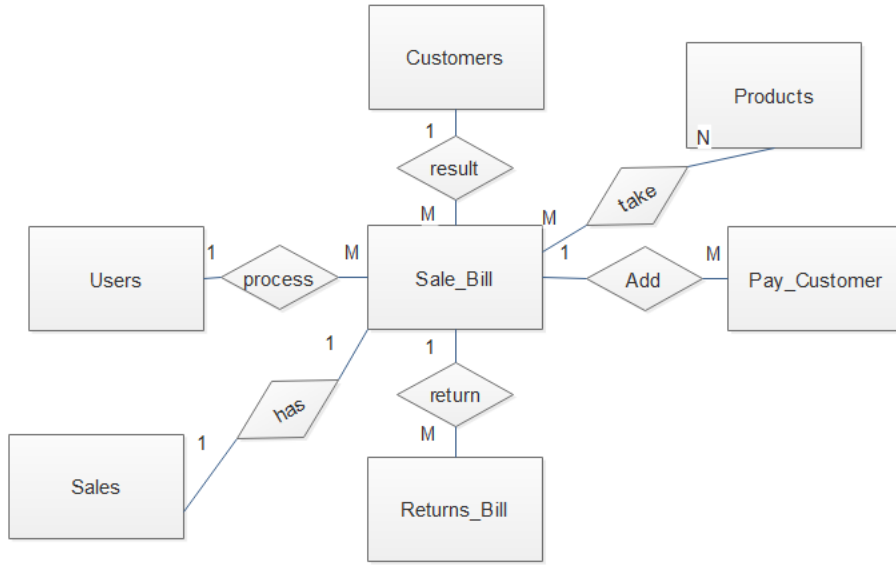 Customers
Products
1
N
result
take
M
M
Users
1
process
M
Sale_Bill
1
Add
M
Pay_Customer
1
has
1
Sales
1
return
M
Returns_Bill